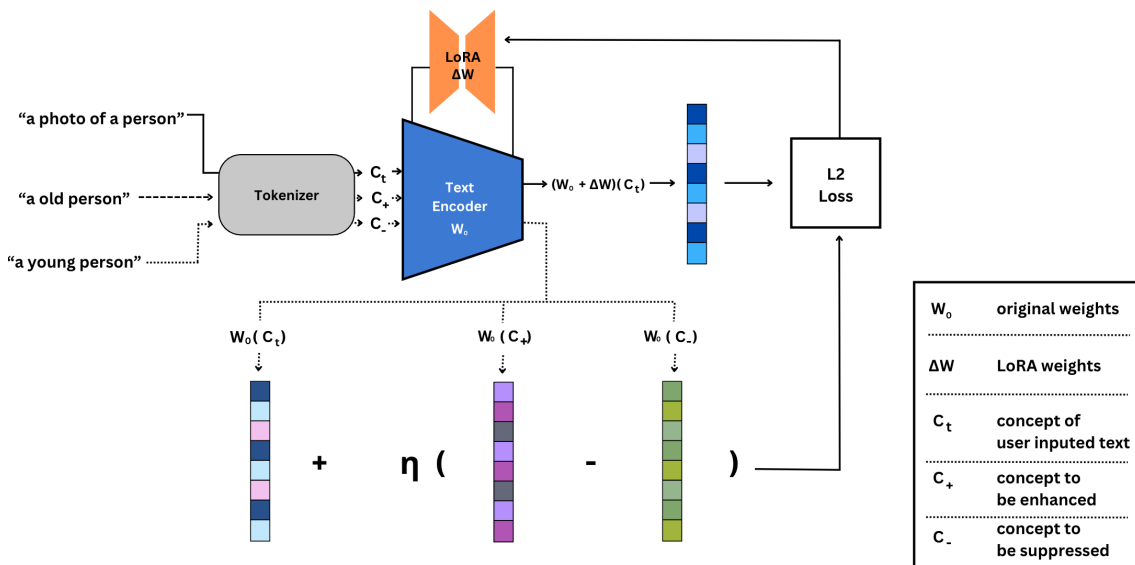 LoRA
ΔW
“a photo of a person”
“a old person”
“a young person”
Tokenizer
Cₜ
C₊
C₋
Text
Encoder
W₀
(W₀ + ΔW)(Cₜ)
L2
Loss
W₀(Cₜ)
W₀(C₊)
W₀(C₋)
+
η (
-
)
W₀ original weights
ΔW LoRA weights
Cₜ concept of
user inputed text
C₊ concept to
be enhanced
C₋ concept to
be suppressed